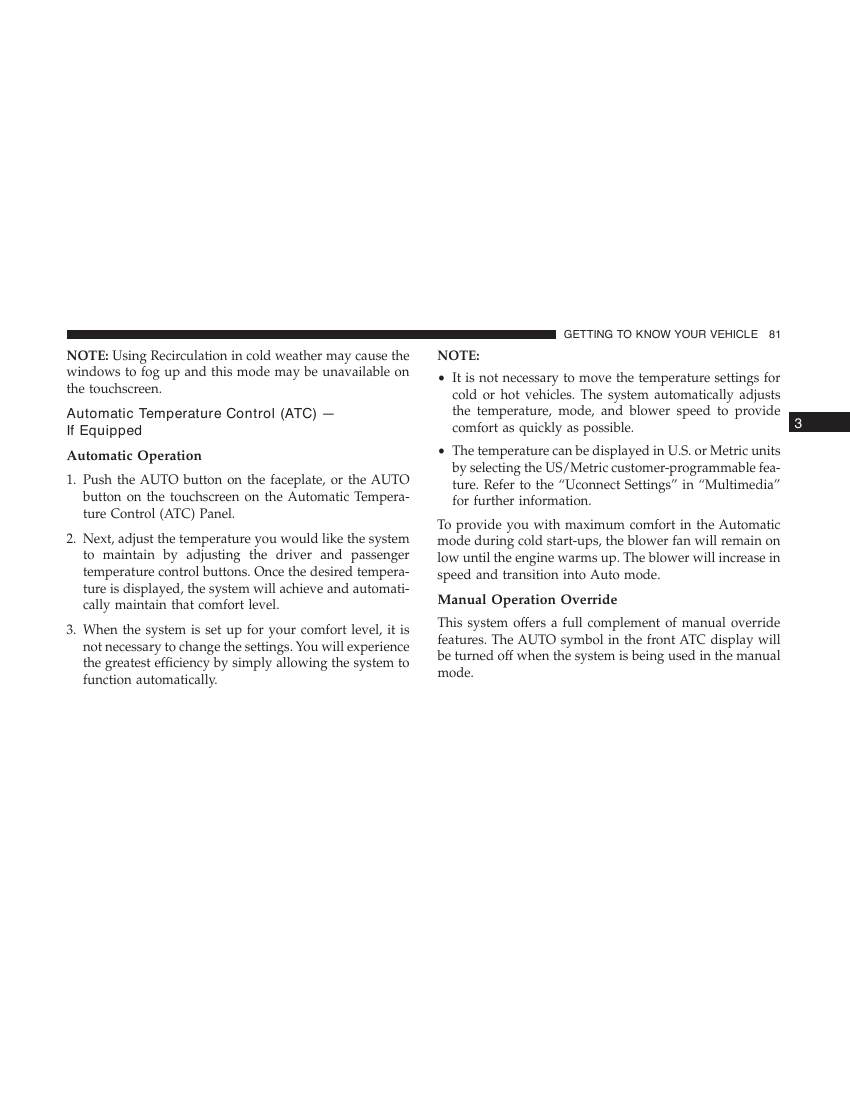 GETTING TO KNOW YOUR VEHICLE 81
NOTE: Using Recirculation in cold weather may cause the
windows to fog up and this mode may be unavailable on
the touchscreen.
Automatic Temperature Control (ATC) —
If Equipped
Automatic Operation
1. Push the AUTO button on the faceplate, or the AUTO
button on the touchscreen on the Automatic Tempera-
ture Control (ATC) Panel.
2. Next, adjust the temperature you would like the system
to maintain by adjusting the driver and passenger
temperature control buttons. Once the desired tempera-
ture is displayed, the system will achieve and automati-
cally maintain that comfort level.
3. When the system is set up for your comfort level, it is
not necessary to change the settings. You will experience
the greatest efficiency by simply allowing the system to
function automatically.
NOTE:
• It is not necessary to move the temperature settings for
cold or hot vehicles. The system automatically adjusts
the temperature, mode, and blower speed to provide
comfort as quickly as possible.
• The temperature can be displayed in U.S. or Metric units
by selecting the US/Metric customer-programmable fea-
ture. Refer to the “Uconnect Settings” in “Multimedia”
for further information.
To provide you with maximum comfort in the Automatic
mode during cold start-ups, the blower fan will remain on
low until the engine warms up. The blower will increase in
speed and transition into Auto mode.
Manual Operation Override
This system offers a full complement of manual override
features. The AUTO symbol in the front ATC display will
be turned off when the system is being used in the manual
mode.
3